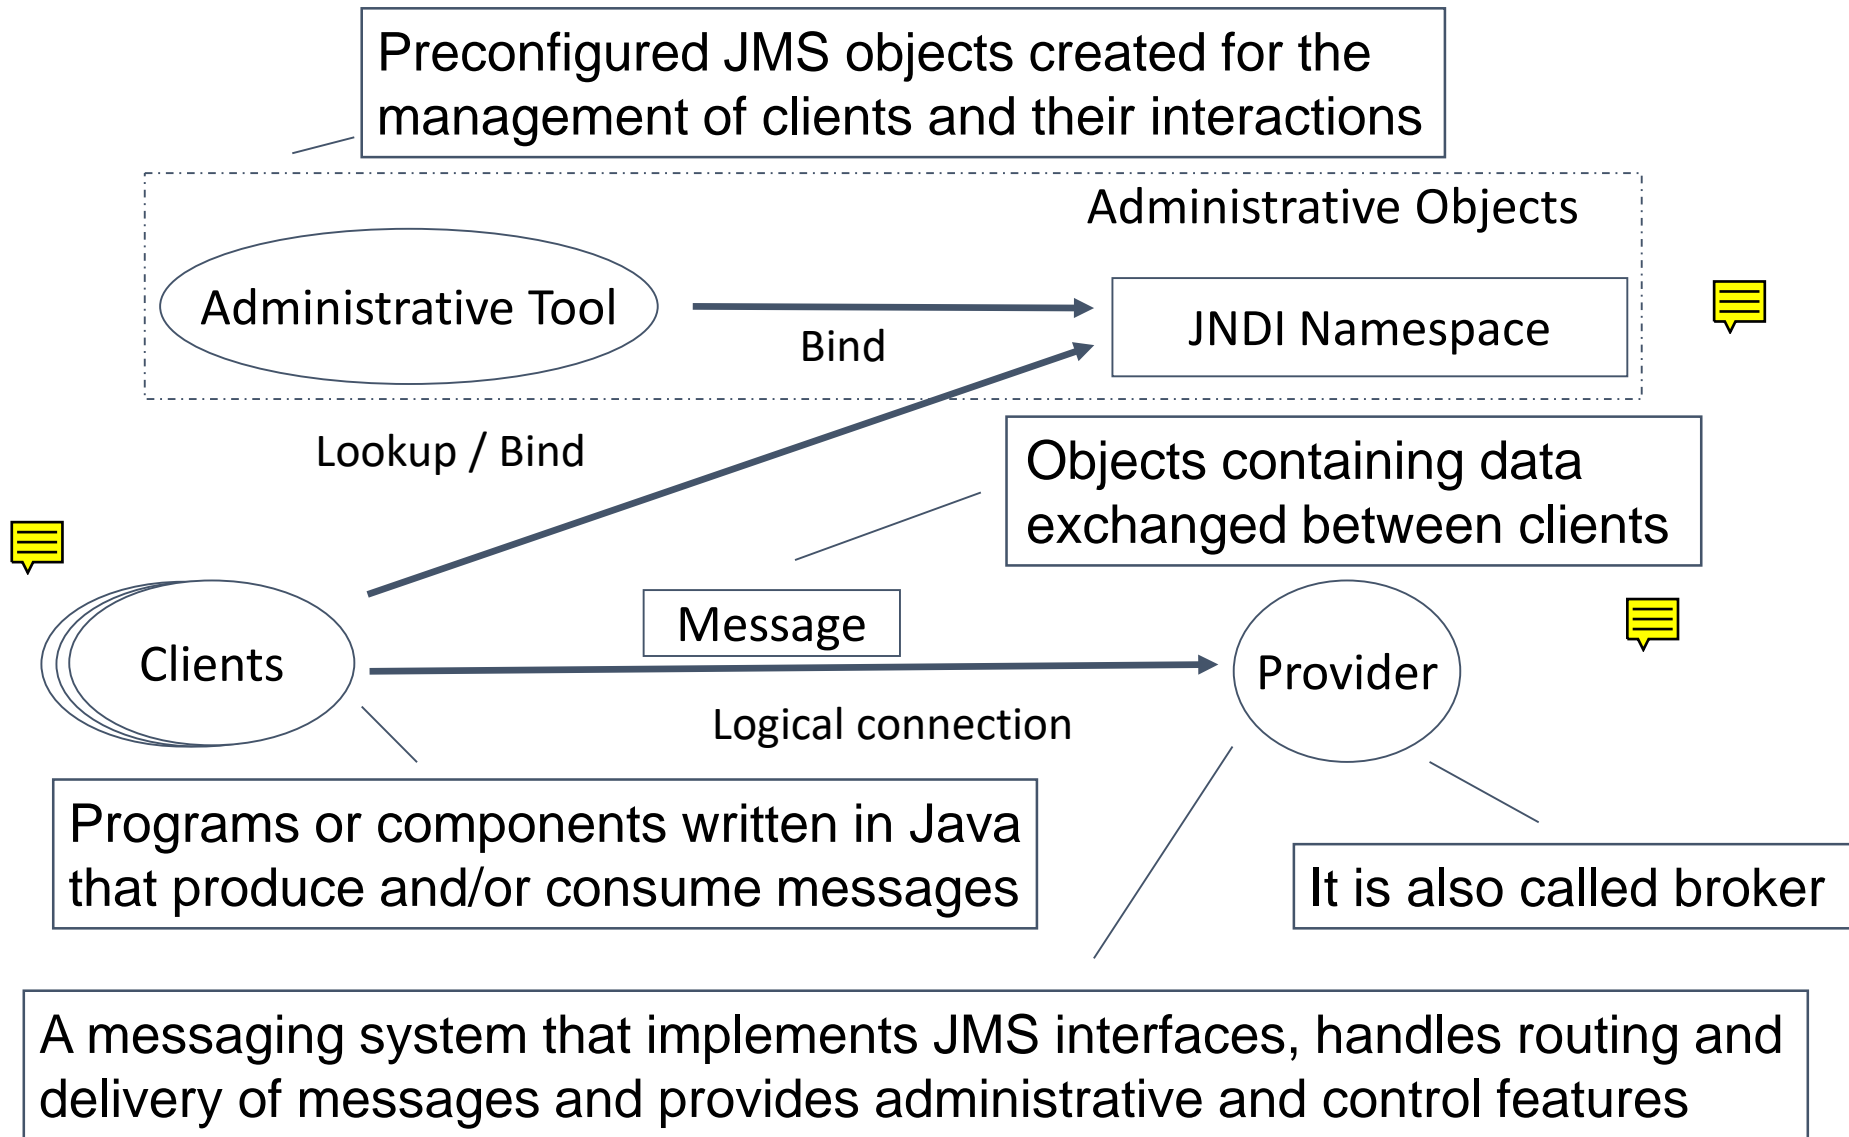 Preconfigured JMS objects created for the
management of clients and their interactions
Administrative Objects
Administrative Tool
JNDI Namespace
Bind
Lookup / Bind
Objects containing data
exchanged between clients
Message
Clients
Provider
Logical connection
Programs or components written in Java
that produce and/or consume messages
It is also called broker
A messaging system that implements JMS interfaces, handles routing and
delivery of messages and provides administrative and control features